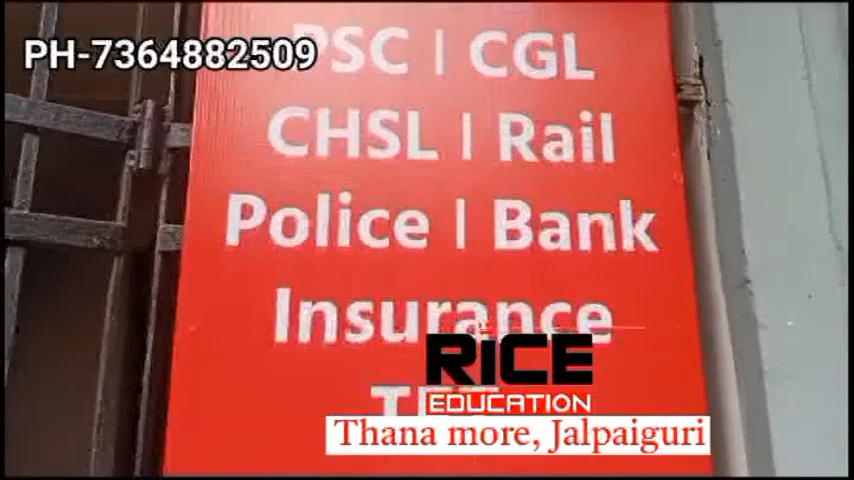 PH-7364882509
PSC | CGL
CHSL | Rail
Police | Bank
Insurance
RICE
EDUCATION
Thana more, Jalpaiguri